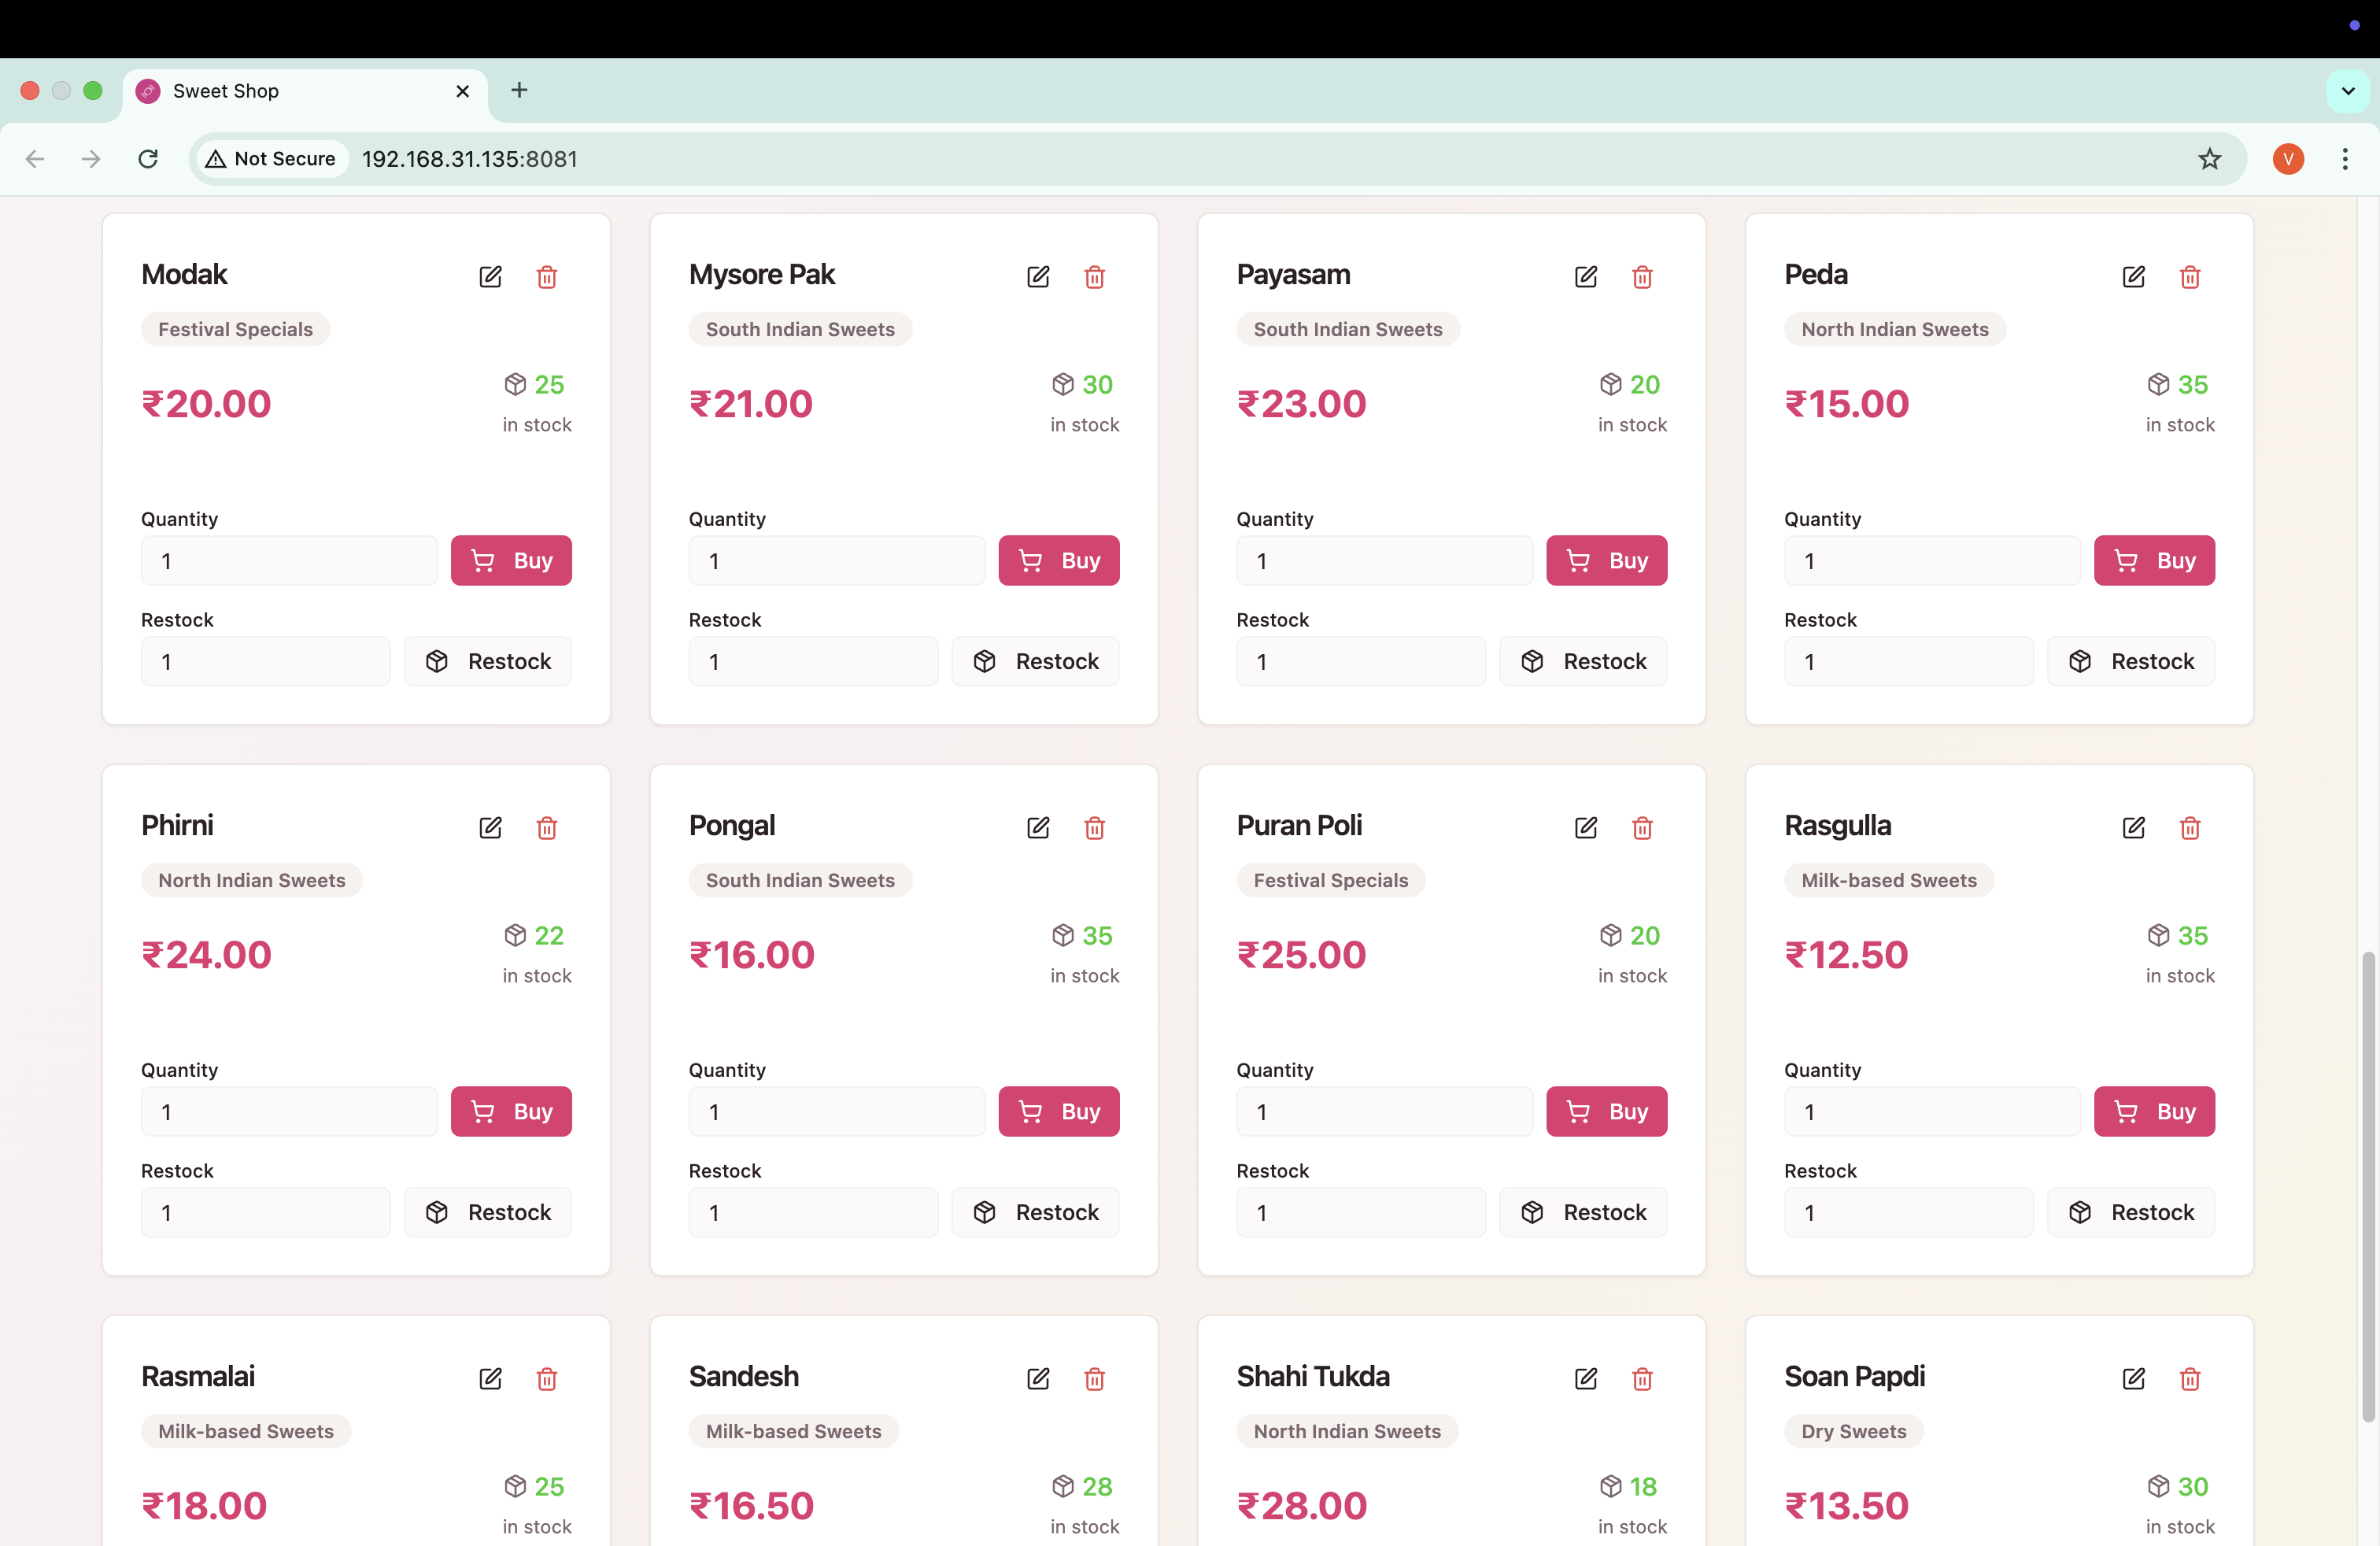 Sweet Shop
Not Secure 192.168.31.135:8081
V
Modak
Festival Specials
₹20.00
25
in stock
Quantity
1
Buy
Restock
1
Restock
Mysore Pak
South Indian Sweets
₹21.00
30
in stock
Quantity
1
Buy
Restock
1
Restock
Payasam
South Indian Sweets
₹23.00
20
in stock
Quantity
1
Buy
Restock
1
Restock
Peda
North Indian Sweets
₹15.00
35
in stock
Quantity
1
Buy
Restock
1
Restock
Phirni
North Indian Sweets
₹24.00
22
in stock
Quantity
1
Buy
Restock
1
Restock
Pongal
South Indian Sweets
₹16.00
35
in stock
Quantity
1
Buy
Restock
1
Restock
Puran Poli
Festival Specials
₹25.00
20
in stock
Quantity
1
Buy
Restock
1
Restock
Rasgulla
Milk-based Sweets
₹12.50
35
in stock
Quantity
1
Buy
Restock
1
Restock
Rasmalai
Milk-based Sweets
₹18.00
25
in stock
Sandesh
Milk-based Sweets
₹16.50
28
in stock
Shahi Tukda
North Indian Sweets
₹28.00
18
in stock
Soan Papdi
Dry Sweets
₹13.50
30
in stock